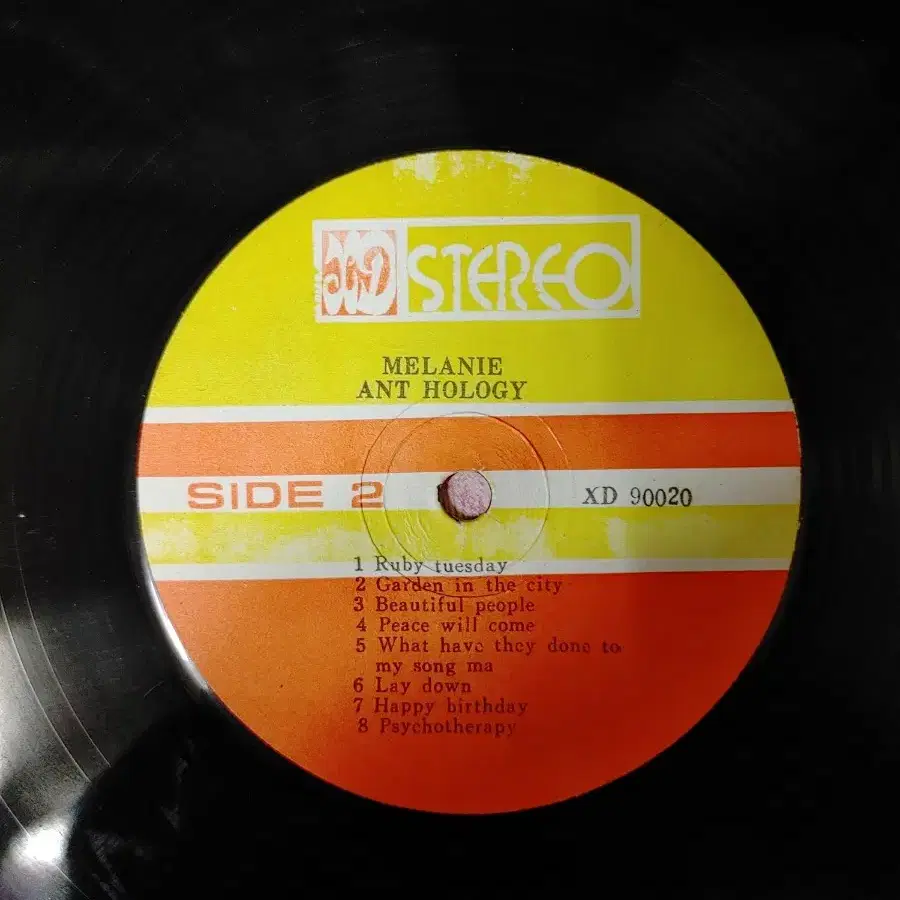 STEREO
MELANIE
ANT HOLOGY
SIDE 2
XD 90020
1 Ruby tuesday
2 Garden in the city
3 Beautiful people
4 Peace will come
5 What have they done to
my song ma
6 Lay down
7 Happy birthday
8 Psychotherapy